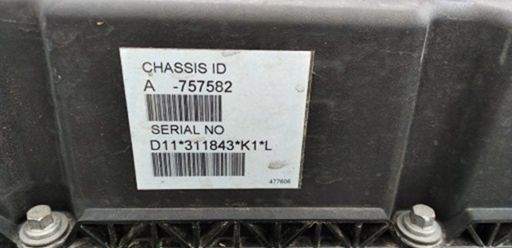 CHASSIS ID
A -757582
SERIAL NO
D11*311843*K1*L
477606